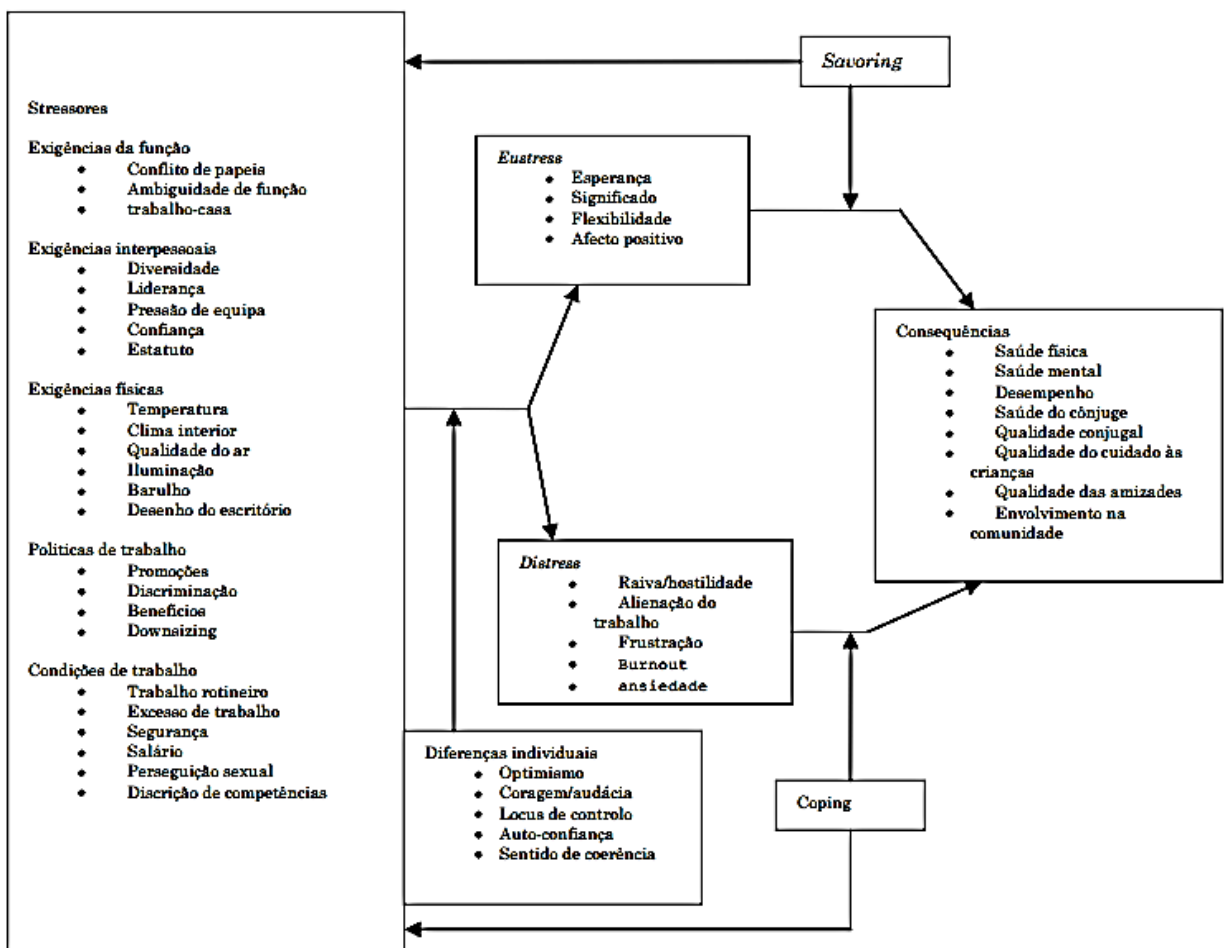 Stressores
Exigências da função
• Conflito de papeis
• Ambiguidade de função
• trabalho-casa
Exigências interpessoais
• Diversidade
• Liderança
• Pressão de equipa
• Confiança
• Estatuto
Exigências físicas
• Temperatura
• Clima interior
• Qualidade do ar
• Iluminação
• Barulho
• Desenho do escritório
Politicas de trabalho
• Promoções
• Discriminação
• Benefícios
• Downsizing
Condições de trabalho
• Trabalho rotineiro
• Excesso de trabalho
• Segurança
• Salário
• Perseguição sexual
• Discrição de competências
Savoring
Eustress
• Esperança
• Significado
• Flexibilidade
• Afecto positivo
Distress
• Raiva/hostilidade
• Alienação do
trabalho
• Frustração
• Burnout
• ansiedade
Diferenças individuais
• Optimismo
• Coragem/audácia
• Locus de controlo
• Auto-confiança
• Sentido de coerência
Coping
Consequências
• Saúde física
• Saúde mental
• Desempenho
• Saúde do cônjuge
• Qualidade conjugal
• Qualidade do cuidado às
crianças
• Qualidade das amizades
• Envolvimento na
comunidade